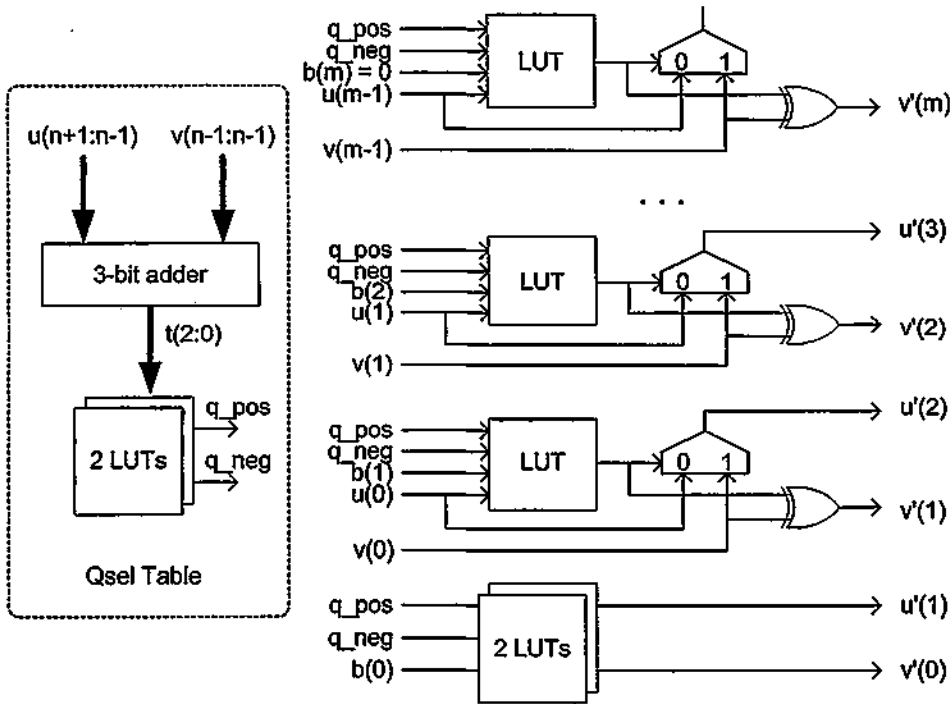 u(n+1:n-1) v(n-1:n-1)
3-bit adder
t(2:0)
2 LUTs
q_pos
q_neg
Qsel Table
q_pos
q_neg
b(m) = 0
u(m-1)
v(m-1)
LUT
0 1
v'(m)
. . .
q_pos
q_neg
b(2)
u(1)
v(1)
LUT
0 1
u'(3)
v'(2)
q_pos
q_neg
b(1)
u(0)
v(0)
LUT
0 1
u'(2)
v'(1)
q_pos
q_neg
b(0)
2 LUTs
u'(1)
v'(0)